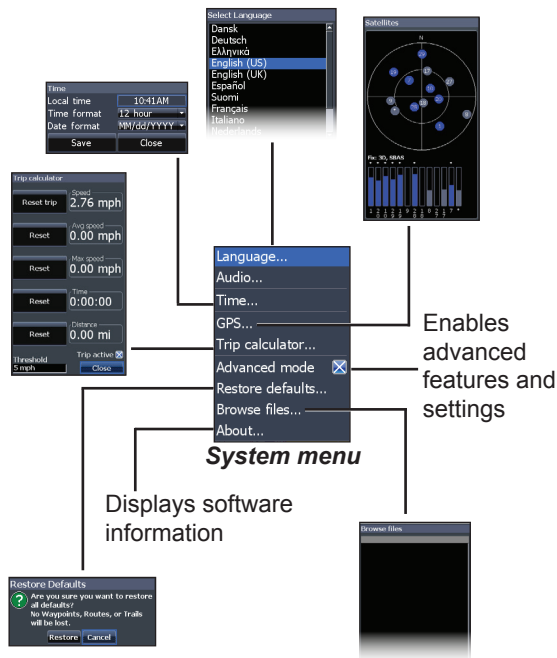 Select Language
Dansk
Deutsch
Ελληνικά
English (US)
English (UK)
Español
Suomi
Français
Italiano
Nederlands
Satellites
N
Fix: 3D, SBAS
Time
Local time 10:41AM
Time format 12 hour
Date format MM/dd/YYYY
Save Close
Trip calculator
Speed
Reset trip 2.76 mph
Avg speed
Reset 0.00 mph
Max speed
Reset 0.00 mph
Time
Reset 0:00:00
Distance
Reset 0.00 mi
Threshold Trip active
5 mph Close
Language...
Audio...
Time...
GPS...
Trip calculator...
Advanced mode
Restore defaults...
Browse files...
About...
System menu
Enables
advanced
features and
settings
Displays software
information
Restore Defaults
? Are you sure you want to restore
all defaults?
No Waypoints, Routes, or Trails
will be lost.
Restore Cancel
Browse files